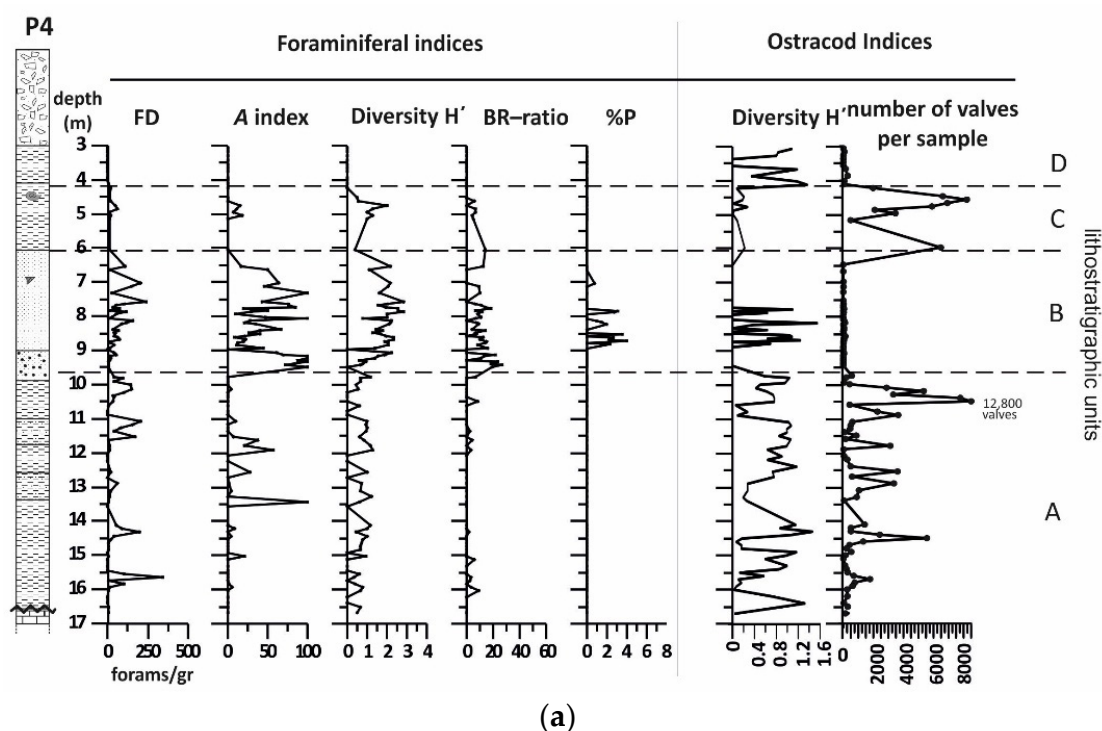 P4
Foraminiferal indices
Ostracod Indices
depth
(m)
FD
A index
Diversity H´
BR–ratio
%P
Diversity H´
number of valves
per sample
3
4
5
6
7
8
9
10
11
12
13
14
15
16
17
D
C
B
A
lithostratigraphic units
12,800
valves
0 250 500
forams/gr
0 50 100
0 1 2 3 4
0 20 40 60
0 2 4 6 8
0 0.4 0.8 1.2 1.6
0 2000 4000 6000 8000
(a)